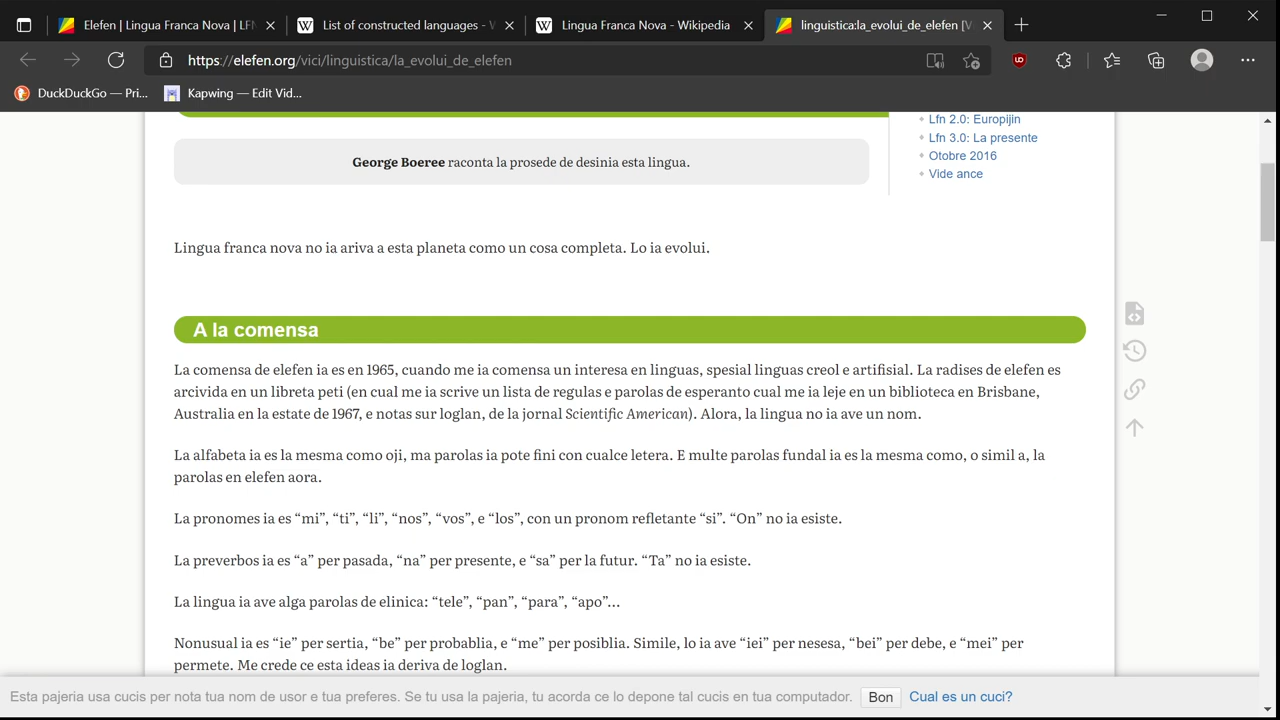 Elefen | Lingua Franca Nova | LFN
List of constructed languages - W
Lingua Franca Nova - Wikipedia
linguistica:la_evolui_de_elefen [V
https://elefen.org/vici/linguistica/la_evolui_de_elefen
DuckDuckGo — Pri...
Kapwing — Edit Vid...
Lfn 2.0: Europijin
Lfn 3.0: La presente
Otobre 2016
Vide ance
George Boeree raconta la prosede de desinia esta lingua.
Lingua franca nova no ia ariva a esta planeta como un cosa completa. Lo ia evolui.
A la comensa
La comensa de elefen ia es en 1965, cuando me ia comensa un interesa en linguas, spesial linguas creol e artifisial. La radises de elefen es
arcivida en un libreta peti (en cual me ia scrive un lista de regulas e parolas de esperanto cual me ia leje en un biblioteca en Brisbane,
Australia en la estate de 1967, e notas sur loglan, de la jornal Scientific American). Alora, la lingua no ia ave un nom.
La alfabeta ia es la mesma como oji, ma parolas ia pote fini con cualce letera. E multe parolas fundal ia es la mesma como, o simil a, la
parolas en elefen aora.
La pronomes ia es “mi”, “ti”, “li”, “nos”, “vos”, e “los”, con un pronom refletante “si”. “On” no ia esiste.
La preverbos ia es “a” per pasada, “na” per presente, e “sa” per la futur. “Ta” no ia esiste.
La lingua ia ave alga parolas de elinica: “tele”, “pan”, “para”, “apo”…
Nonusual ia es “ie” per sertia, “be” per probablia, e “me” per posiblia. Simile, lo ia ave “iei” per nesesa, “bei” per debe, e “mei” per
permete. Me crede ce esta ideas ia deriva de loglan.
Esta pajeria usa cucis per nota tua nom de usor e tua preferes. Se tu usa la pajeria, tu acorda ce lo depone tal cucis en tua computador.
Bon
Cual es un cuci?